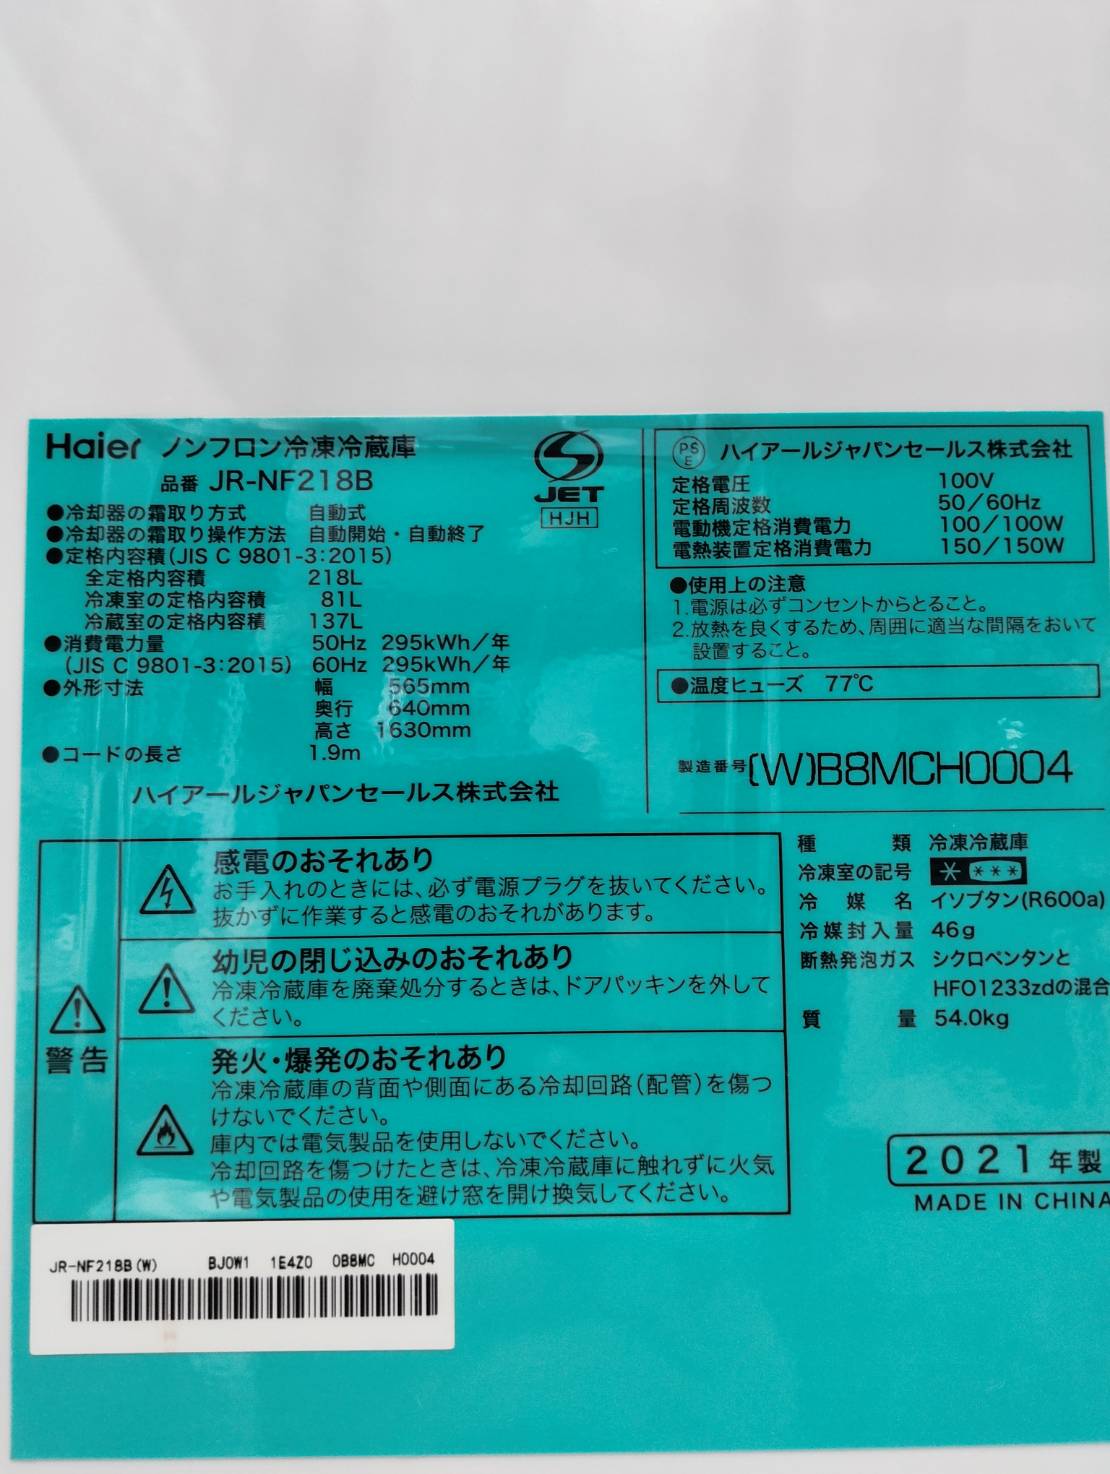 Haier ノンフロン冷凍冷蔵庫
品番 JR-NF218B
●冷却器の霜取り方式 自動式
●冷却器の霜取り操作方法 自動開始・自動終了
●定格内容積(JIS C 9801-3:2015)
全定格内容積 218L
冷凍室の定格内容積 81L
冷蔵室の定格内容積 137L
●消費電力量 50Hz 295kWh／年
(JIS C 9801-3:2015) 60Hz 295kWh／年
●外形寸法 幅 565mm
奥行 640mm
高さ 1630mm
●コードの長さ 1.9m
ハイアールジャパンセールス株式会社
S
JET
HJH
PS
E
ハイアールジャパンセールス株式会社
定格電圧 100V
定格周波数 50／60Hz
電動機定格消費電力 100／100W
電熱装置定格消費電力 150／150W
●使用上の注意
1.電源は必ずコンセントからとること。
2.放熱を良くするため、周囲に適当な間隔をおいて
設置すること。
●温度ヒューズ 77℃
製造番号(W)B8MCH0004
警告
感電のおそれあり
お手入れのときには、必ず電源プラグを抜いてください。
抜かずに作業すると感電のおそれがあります。
幼児の閉じ込みのおそれあり
冷凍冷蔵庫を廃棄処分するときは、ドアパッキンを外して
ください。
発火・爆発のおそれあり
冷凍冷蔵庫の背面や側面にある冷却回路(配管)を傷つ
けないでください。
庫内では電気製品を使用しないでください。
冷却回路を傷つけたときは、冷凍冷蔵庫に触れずに火気
や電気製品の使用を避け窓を開け換気してください。
種類 冷凍冷蔵庫
冷凍室の記号
冷媒名 イソブタン(R600a)
冷媒封入量 46g
断熱発泡ガス シクロペンタンと
HFO1233zdの混合
質量 54.0kg
2021年製
MADE IN CHINA
JR-NF218B(W) BJ0W1 1E4Z0 0B8MC H0004